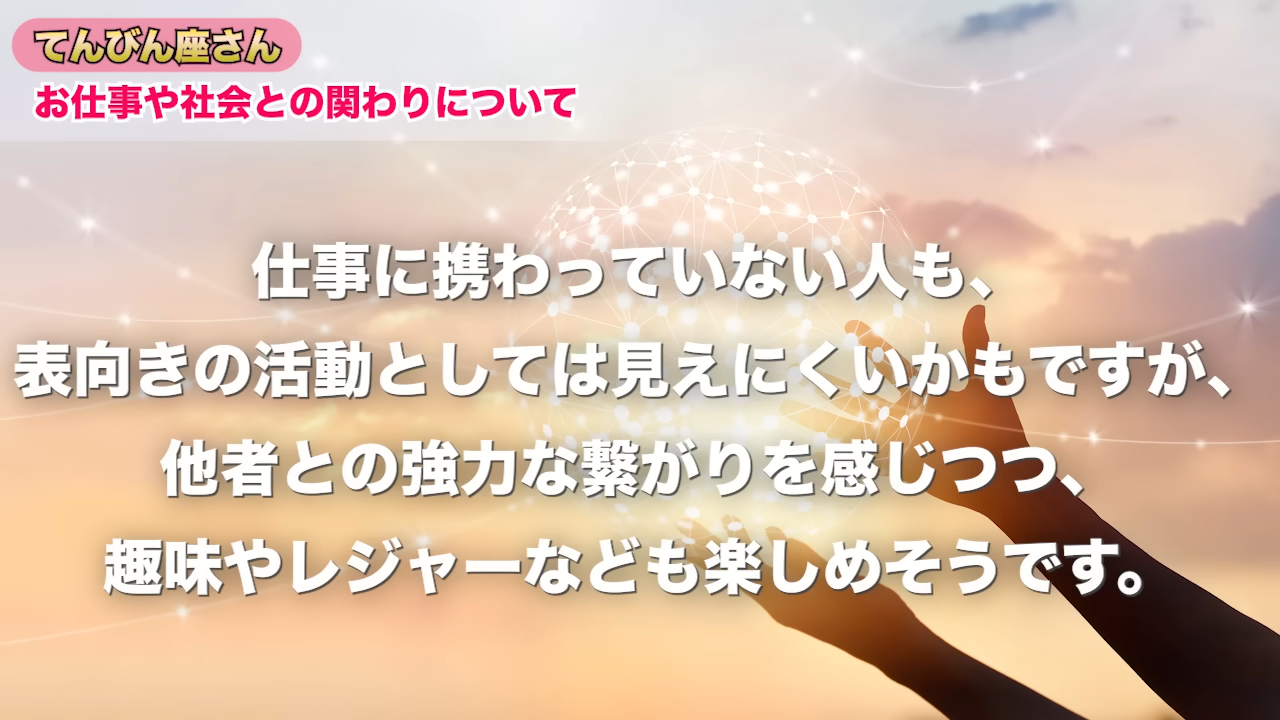 てんびん座さん
お仕事や社会との関わりについて
仕事に携わっていない人も、
表向きの活動としては見えにくいかもですが、
他者との強力な繋がりを感じつつ、
趣味やレジャーなども楽しめそうです。